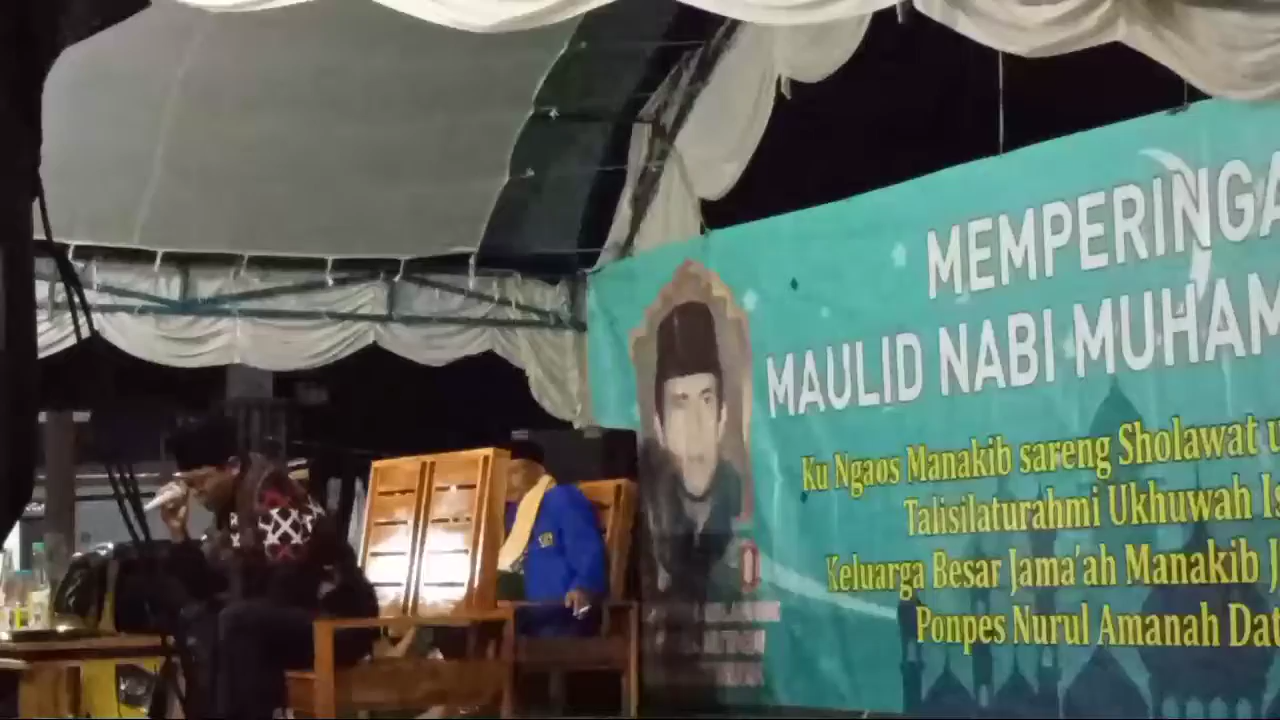 MEMPERINGA
MAULID NABI MUHAM
Ku Ngaos Manakib sareng Sholawat u
Talisilaturahmi Ukhuwah Is
Keluarga Besar Jama'ah Manakib J
Ponpes Nurul Amanah Dat